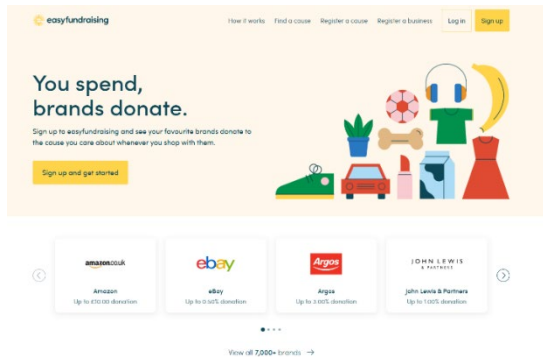 easyfundraising
How it works Find a cause Register a cause Register a business Log in Sign up
You spend,
brands donate.
Sign up to easyfundraising and see your favourite brands donate to
the cause you care about whenever you shop with them.
Sign up and get started
amazon.co.uk ebay Argos JOHN LEWIS
& PARTNERS
Amazon eBay Argos John Lewis & Partners
Up to £10.00 donation Up to 0.50% donation Up to 2.00% donation Up to 1.00% donation
View all 7,000+ brands →